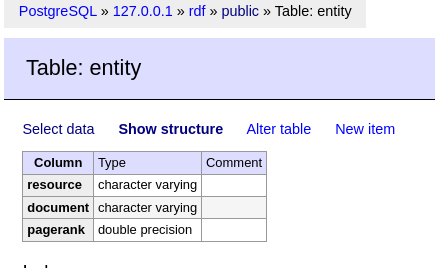 PostgreSQL » 127.0.0.1 » rdf » public » Table: entity
Table: entity
Select data Show structure Alter table New item
Column Type Comment
resource character varying
document character varying
pagerank double precision